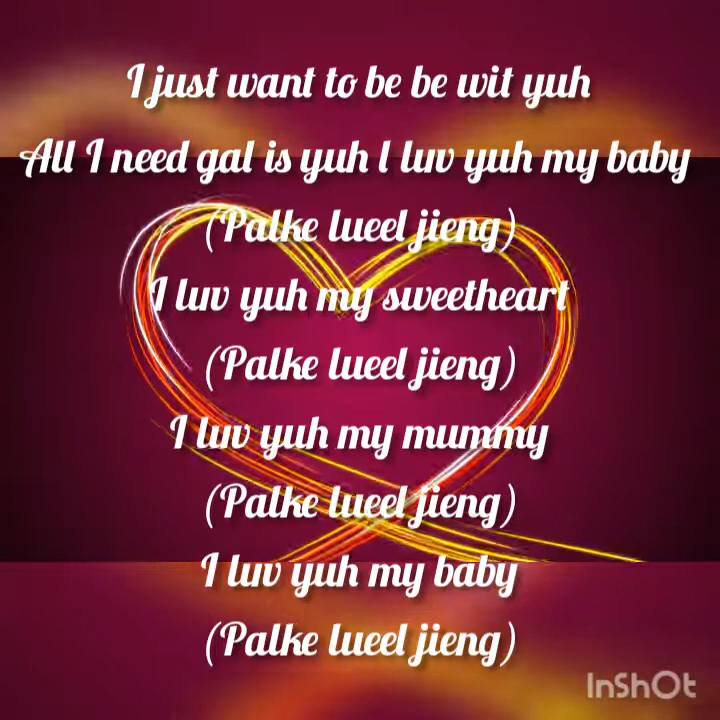 I just want to be be wit yuh
All I need gal is yuh I luv yuh my baby
(Palke lueel jieng)
I luv yuh my sweetheart
(Palke lueel jieng)
I luv yuh my mummy
(Palke lueel jieng)
I luv yuh my baby
(Palke lueel jieng)
InShOt